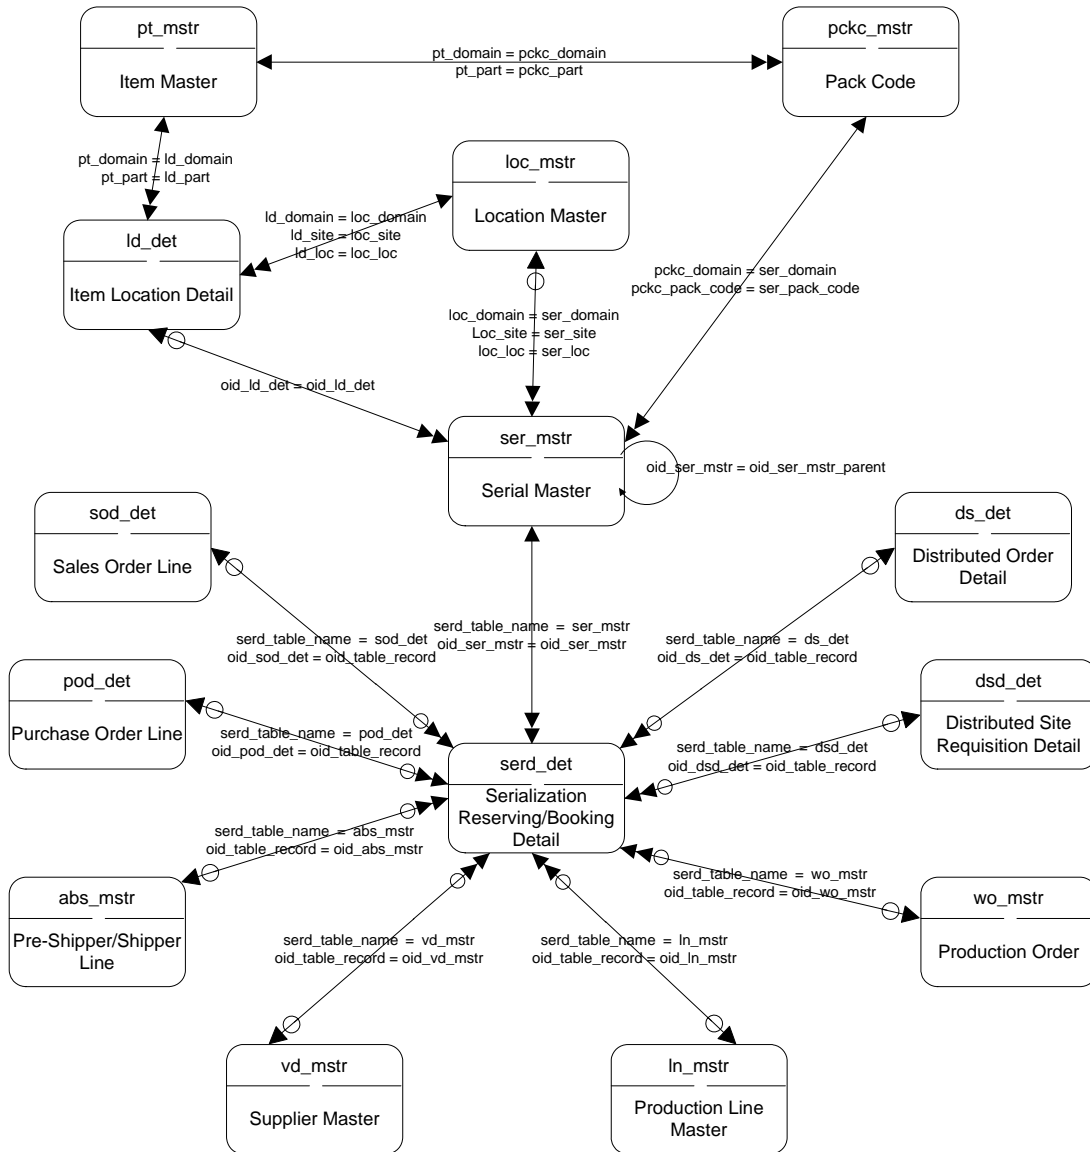 pt_mstr
Item Master
pckc_mstr
Pack Code
pt_domain = pckc_domain
pt_part = pckc_part
pt_domain = ld_domain
pt_part = ld_part
loc_mstr
Location Master
ld_det
Item Location Detail
ld_domain = loc_domain
ld_site = loc_site
ld_loc = loc_loc
pckc_domain = ser_domain
pckc_pack_code = ser_pack_code
loc_domain = ser_domain
Loc_site = ser_site
loc_loc = ser_loc
oid_ld_det = oid_ld_det
ser_mstr
Serial Master
oid_ser_mstr = oid_ser_mstr_parent
sod_det
Sales Order Line
ds_det
Distributed Order
Detail
serd_table_name = sod_det
oid_sod_det = oid_table_record
serd_table_name = ser_mstr
oid_ser_mstr = oid_ser_mstr
serd_table_name = ds_det
oid_ds_det = oid_table_record
pod_det
Purchase Order Line
dsd_det
Distributed Site
Requisition Detail
serd_table_name = pod_det
oid_pod_det = oid_table_record
serd_table_name = dsd_det
oid_dsd_det = oid_table_record
serd_det
Serialization
Reserving/Booking
Detail
serd_table_name = abs_mstr
oid_table_record = oid_abs_mstr
serd_table_name = wo_mstr
oid_table_record = oid_wo_mstr
abs_mstr
Pre-Shipper/Shipper
Line
wo_mstr
Production Order
serd_table_name = vd_mstr
oid_table_record = oid_vd_mstr
serd_table_name = ln_mstr
oid_table_record = oid_ln_mstr
vd_mstr
Supplier Master
ln_mstr
Production Line
Master